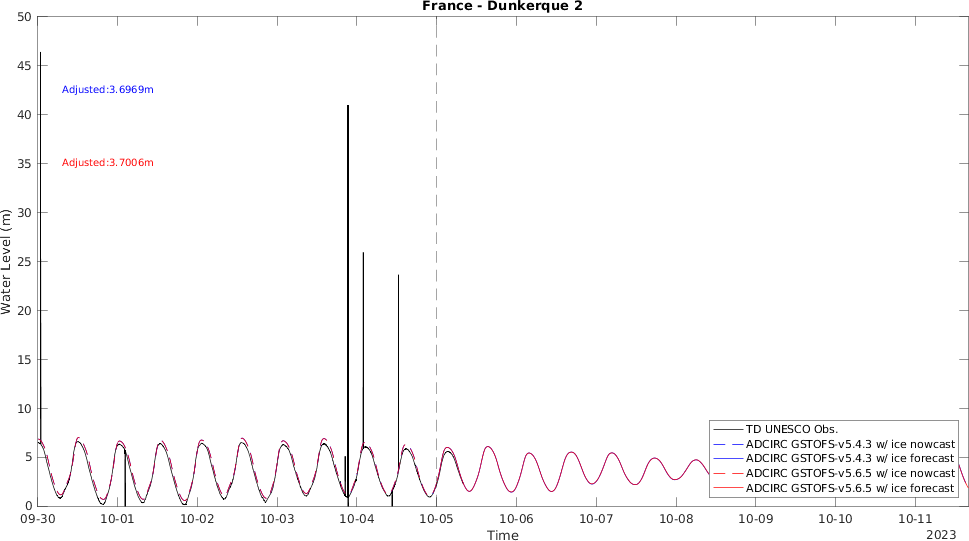 France - Dunkerque 2
50
45
40
35
30
25
20
15
10
5
0
Water Level (m)
Adjusted:3.6969m
Adjusted:3.7006m
TD UNESCO Obs.
ADCIRC GSTOFS-v5.4.3 w/ ice nowcast
ADCIRC GSTOFS-v5.4.3 w/ ice forecast
ADCIRC GSTOFS-v5.6.5 w/ ice nowcast
ADCIRC GSTOFS-v5.6.5 w/ ice forecast
09-30 10-01 10-02 10-03 10-04 10-05 10-06 10-07 10-08 10-09 10-10 10-11
Time
2023